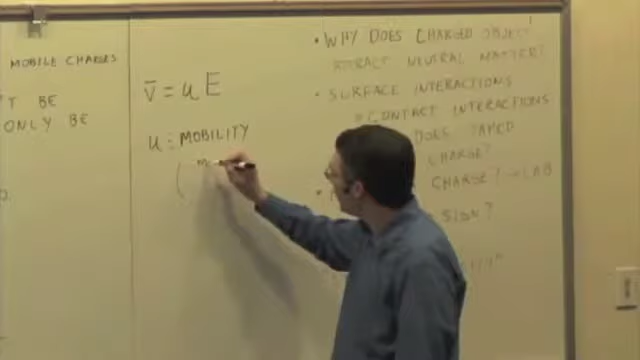 MOBILE CHARGES
T BE
ONLY BE
v̅ = u E
u : MOBILITY
( m
• WHY DOES CHARGED OBJECT
ATTRACT NEUTRAL MATTER?
• SURFACE INTERACTIONS
CONTACT INTERACTIONS
DOES TAPED
CHARGE?
CHARGE? → LAB
SIGN?